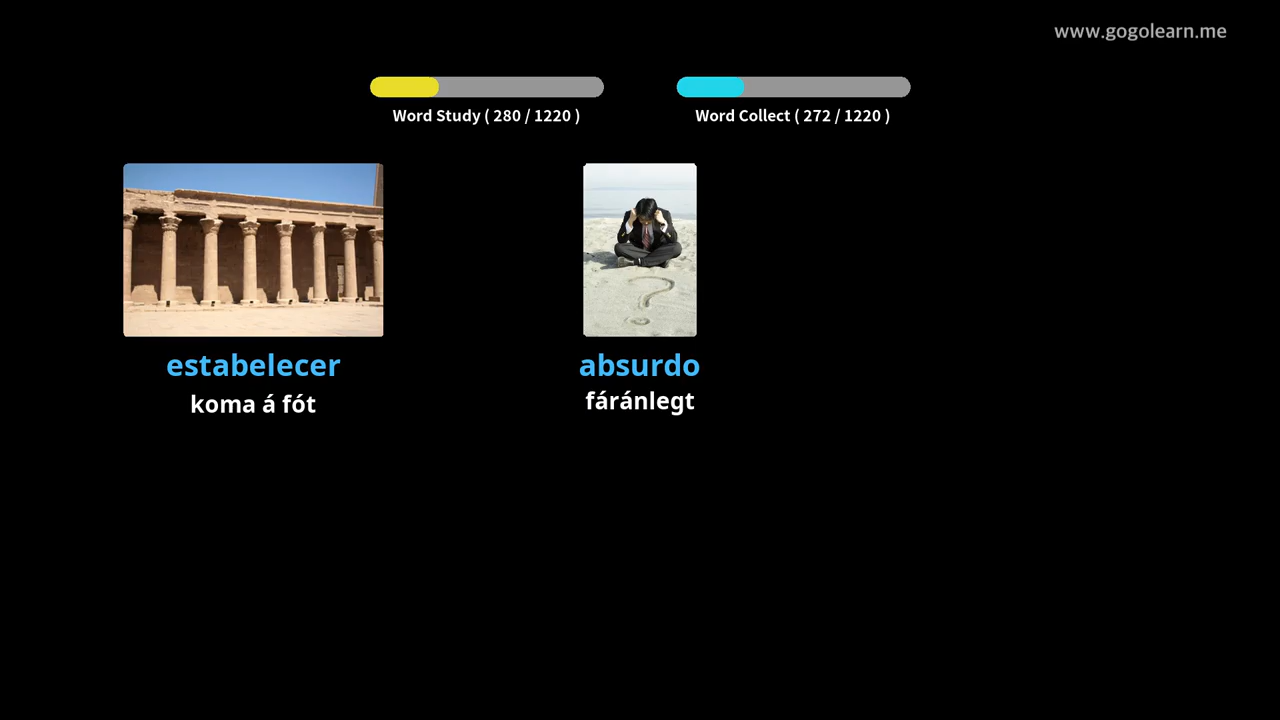 www.gogolearn.me
Word Study ( 280 / 1220 )
Word Collect ( 272 / 1220 )
estabelecer
koma á fót
absurdo
fáránlegt